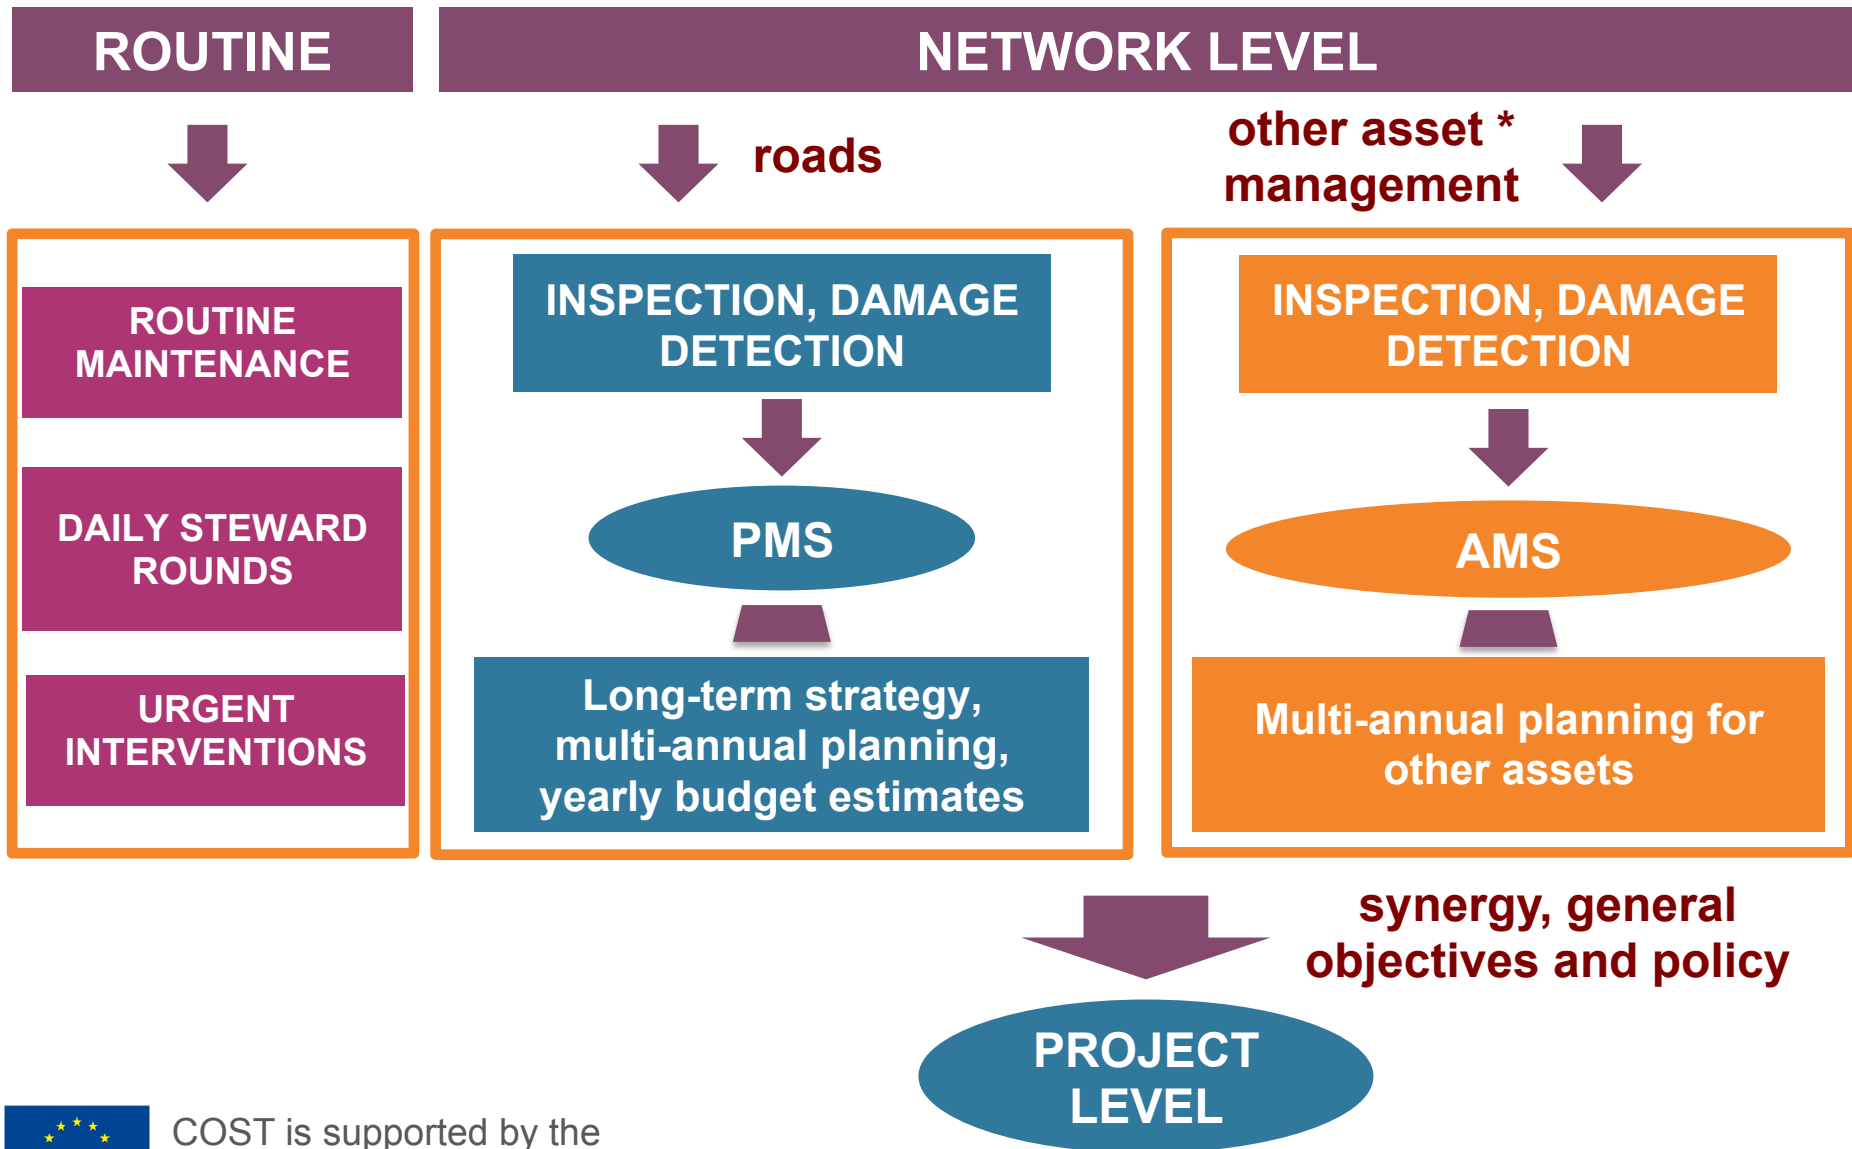 ROUTINE
NETWORK LEVEL
roads
other asset *
management
ROUTINE
MAINTENANCE
DAILY STEWARD
ROUNDS
URGENT
INTERVENTIONS
INSPECTION, DAMAGE
DETECTION
PMS
Long-term strategy,
multi-annual planning,
yearly budget estimates
INSPECTION, DAMAGE
DETECTION
AMS
Multi-annual planning for
other assets
synergy, general
objectives and policy
PROJECT
LEVEL
COST is supported by the